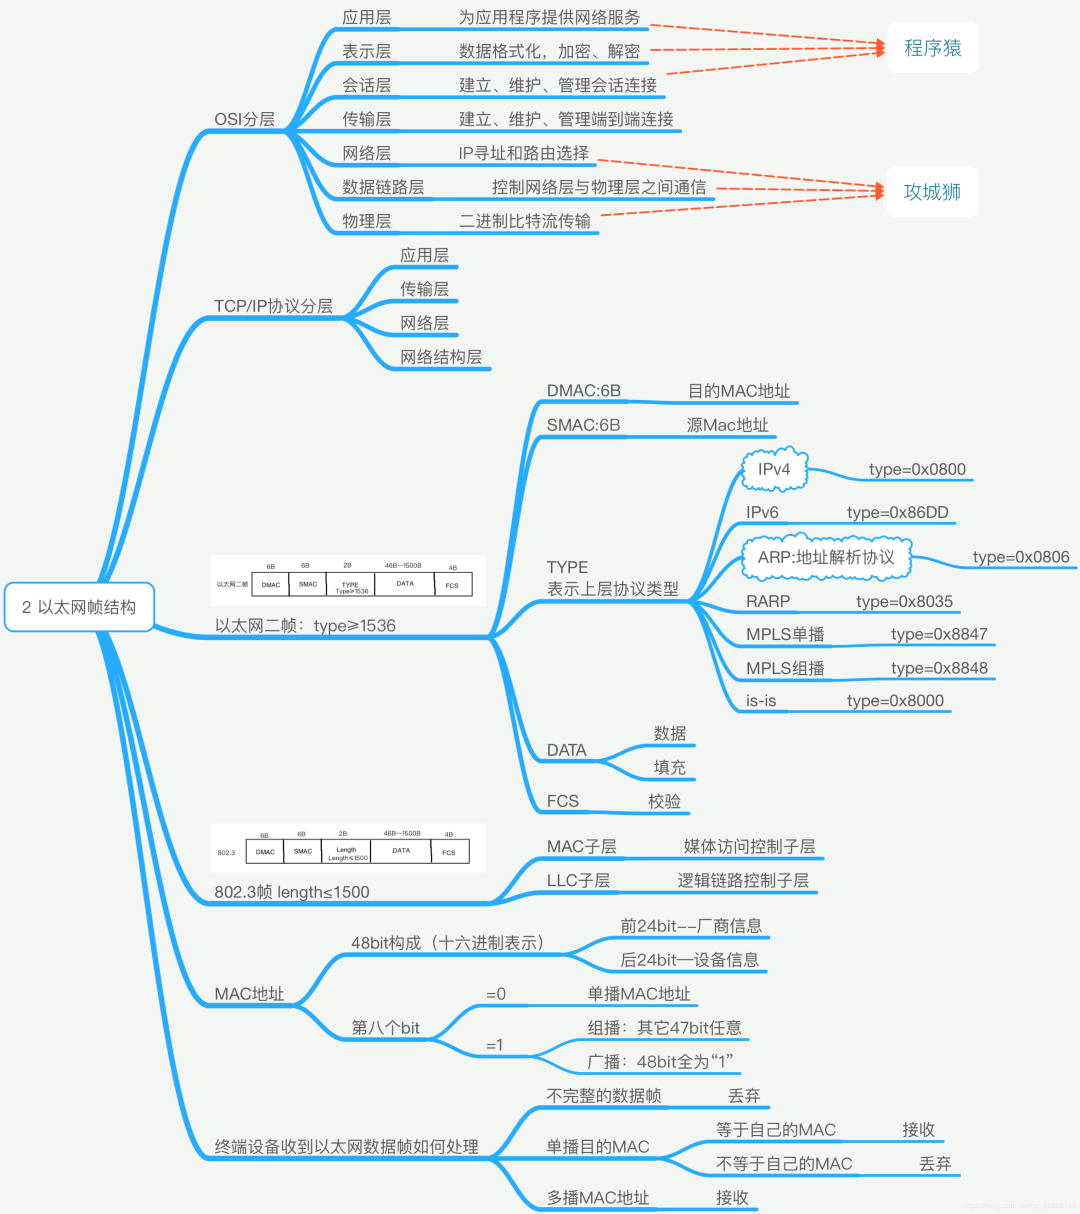 2 以太网帧结构
OSI分层
应用层 为应用程序提供网络服务
表示层 数据格式化，加密、解密
会话层 建立、维护、管理会话连接
程序猿
传输层 建立、维护、管理端到端连接
网络层 IP寻址和路由选择
数据链路层 控制网络层与物理层之间通信
物理层 二进制比特流传输
攻城狮
TCP/IP协议分层
应用层
传输层
网络层
网络结构层
6B 6B 2B 46B—1500B 4B
以太网二帧 DMAC SMAC TYPE DATA FCS
Type≥1536
以太网二帧：type≥1536
DMAC:6B 目的MAC地址
SMAC:6B 源Mac地址
TYPE
表示上层协议类型
IPv4 type=0x0800
IPv6 type=0x86DD
ARP:地址解析协议 type=0x0806
RARP type=0x8035
MPLS单播 type=0x8847
MPLS组播 type=0x8848
is-is type=0x8000
DATA
数据
填充
FCS 校验
6B 6B 2B 46B—1500B 4B
802.3 DMAC SMAC Length DATA FCS
Length≤1500
802.3帧 length≤1500
MAC子层 媒体访问控制子层
LLC子层 逻辑链路控制子层
MAC地址
48bit构成（十六进制表示）
前24bit--厂商信息
后24bit—设备信息
第八个bit
=0 单播MAC地址
=1
组播：其它47bit任意
广播：48bit全为“1”
终端设备收到以太网数据帧如何处理
不完整的数据帧 丢弃
单播目的MAC
等于自己的MAC 接收
不等于自己的MAC 丢弃
多播MAC地址 接收